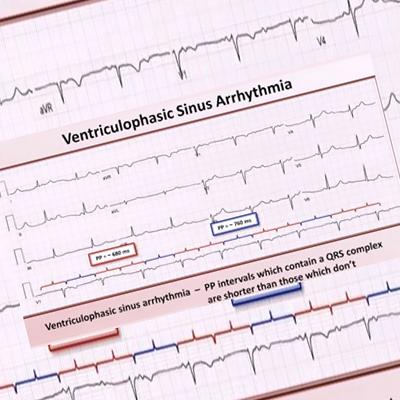 aVR
V1
V4
Ventriculophasic Sinus Arrhythmia
PP = ~ 680 ms
PP = ~ 760 ms
Ventriculophasic sinus arrhythmia – PP intervals which contain a QRS complex
are shorter than those which don't